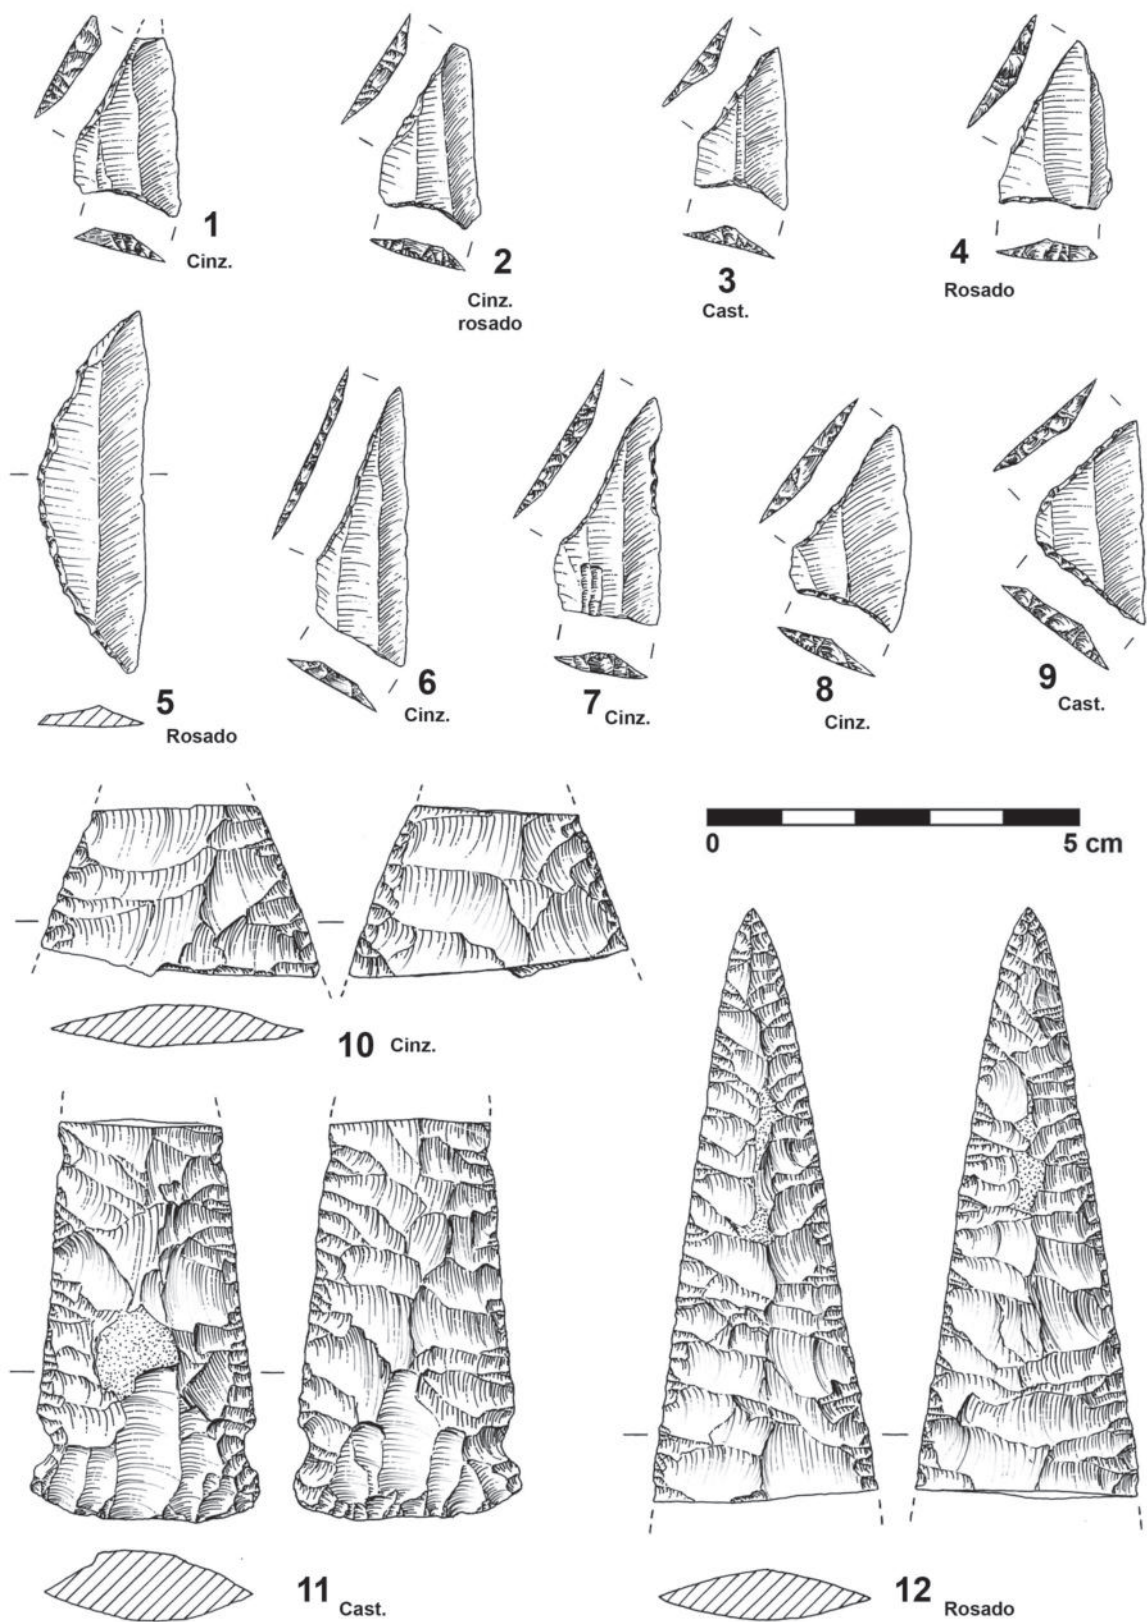 1
Cinz.
2
Cinz.
rosado
3
Cast.
4
Rosado
5
Rosado
6
Cinz.
7 Cinz.
8
Cinz.
9
Cast.
0 5 cm
10 Cinz.
11 Cast.
12 Rosado